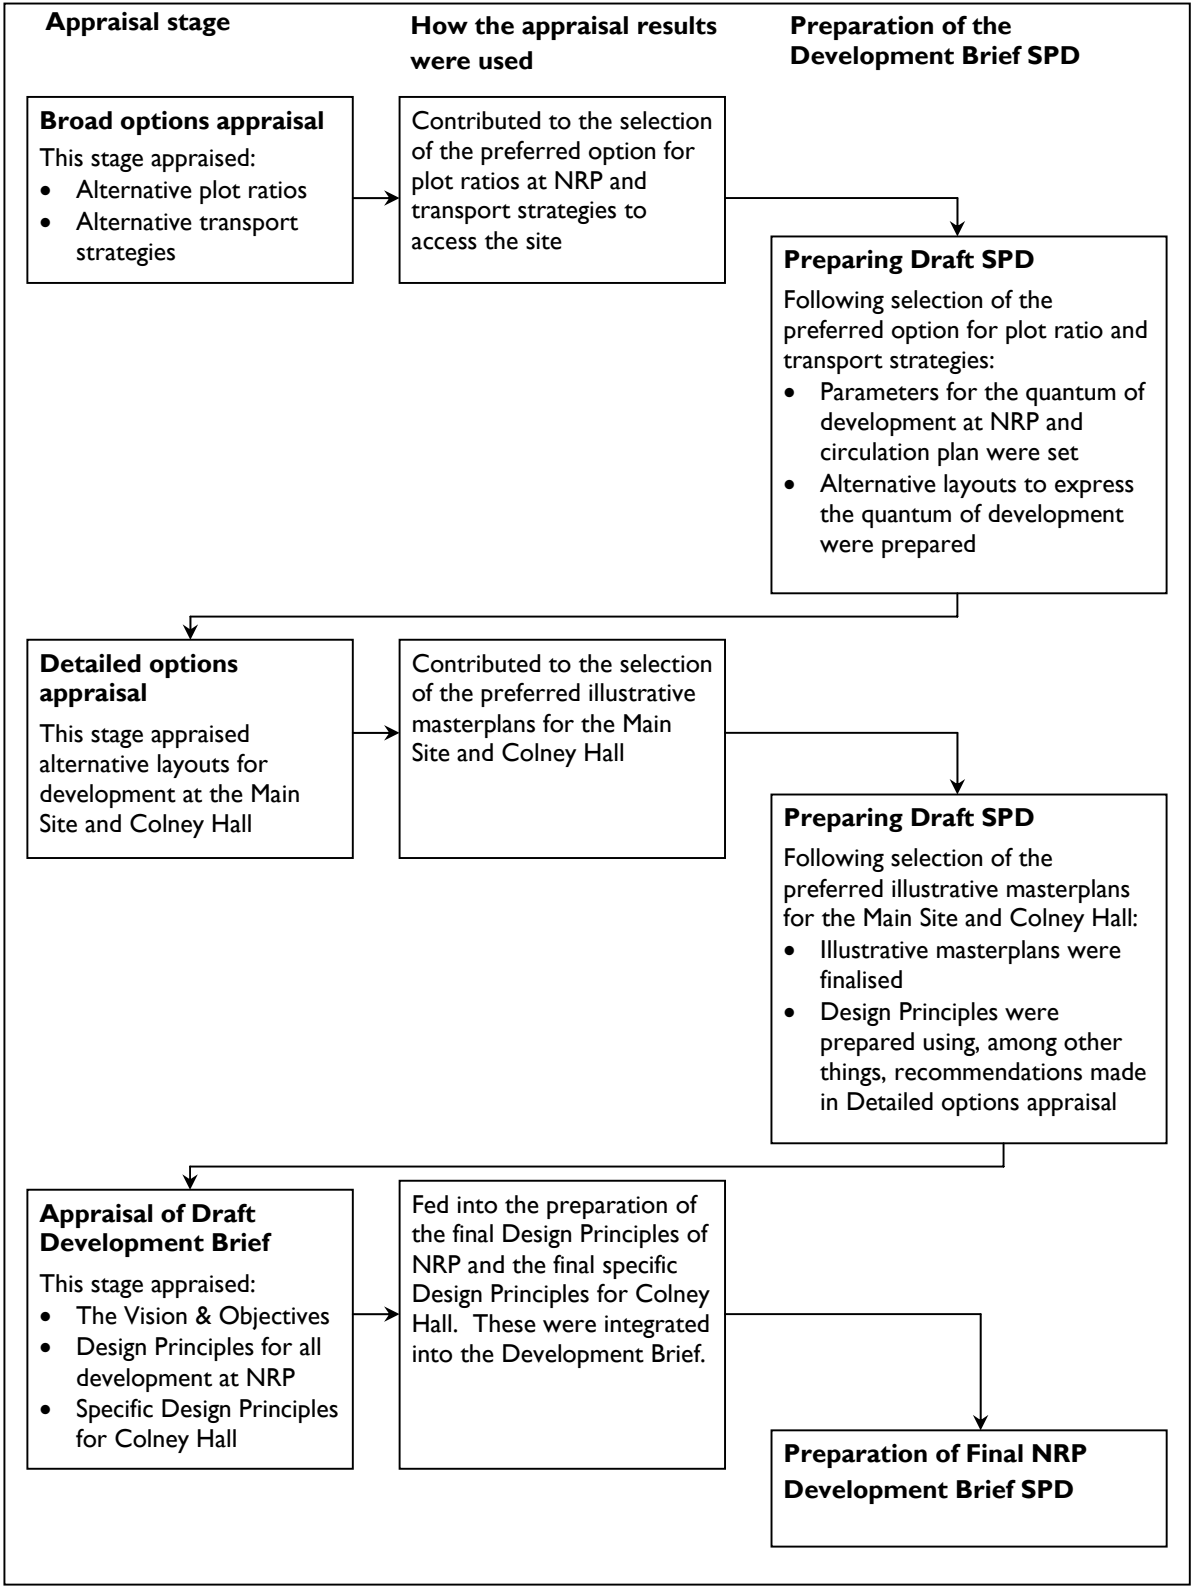 Appraisal stage
How the appraisal results
were used
Preparation of the
Development Brief SPD
Broad options appraisal
This stage appraised:
• Alternative plot ratios
• Alternative transport
strategies
Contributed to the selection
of the preferred option for
plot ratios at NRP and
transport strategies to
access the site
Preparing Draft SPD
Following selection of the
preferred option for plot ratio and
transport strategies:
• Parameters for the quantum of
development at NRP and
circulation plan were set
• Alternative layouts to express
the quantum of development
were prepared
Detailed options
appraisal
This stage appraised
alternative layouts for
development at the Main
Site and Colney Hall
Contributed to the selection
of the preferred illustrative
masterplans for the Main
Site and Colney Hall
Preparing Draft SPD
Following selection of the
preferred illustrative masterplans
for the Main Site and Colney Hall:
• Illustrative masterplans were
finalised
• Design Principles were
prepared using, among other
things, recommendations made
in Detailed options appraisal
Appraisal of Draft
Development Brief
This stage appraised:
• The Vision & Objectives
• Design Principles for all
development at NRP
• Specific Design Principles
for Colney Hall
Fed into the preparation of
the final Design Principles of
NRP and the final specific
Design Principles for Colney
Hall.  These were integrated
into the Development Brief.
Preparation of Final NRP
Development Brief SPD